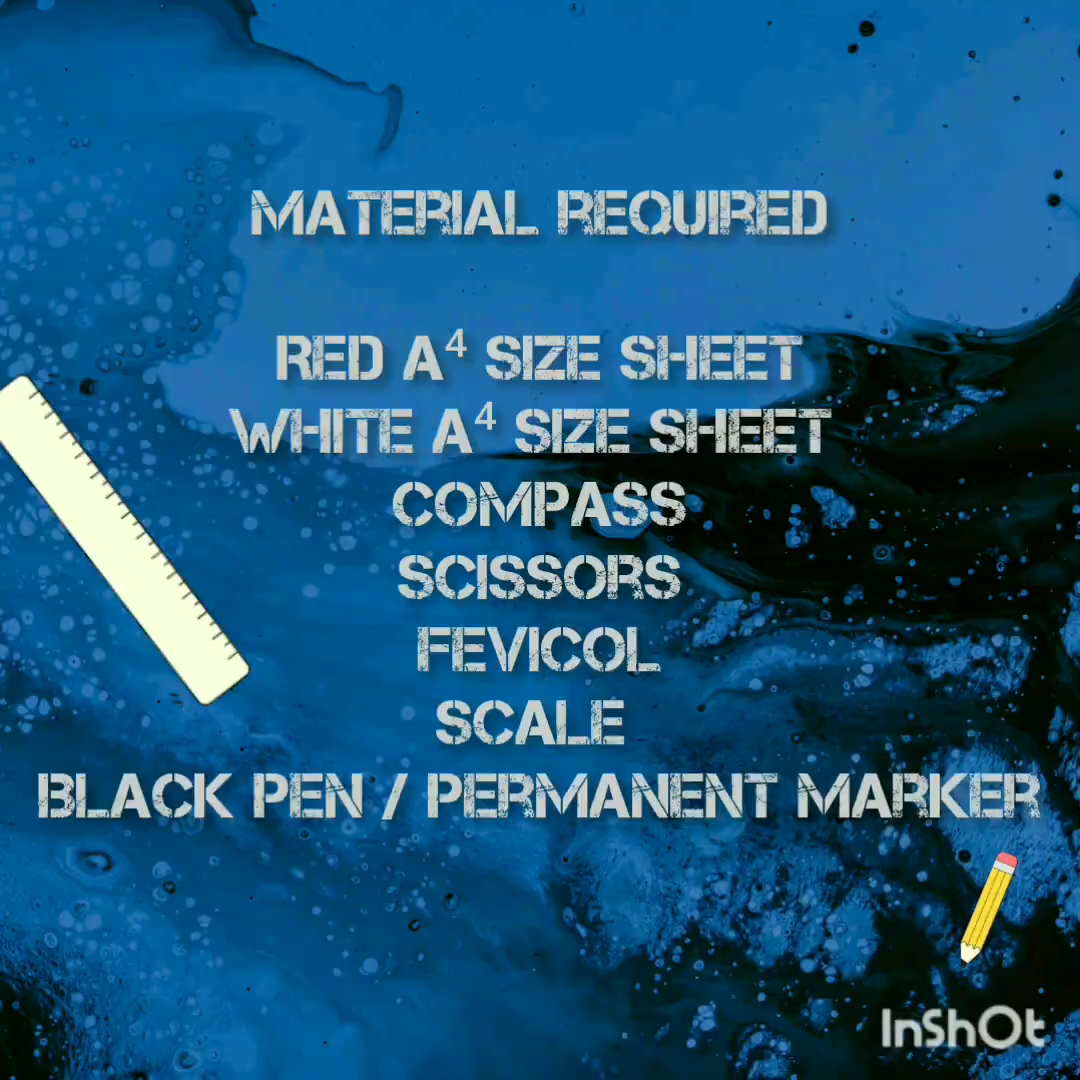 MATERIAL REQUIRED
RED A⁴ SIZE SHEET
WHITE A⁴ SIZE SHEET
COMPASS
SCISSORS
FEVICOL
SCALE
BLACK PEN / PERMANENT MARKER
InShOt